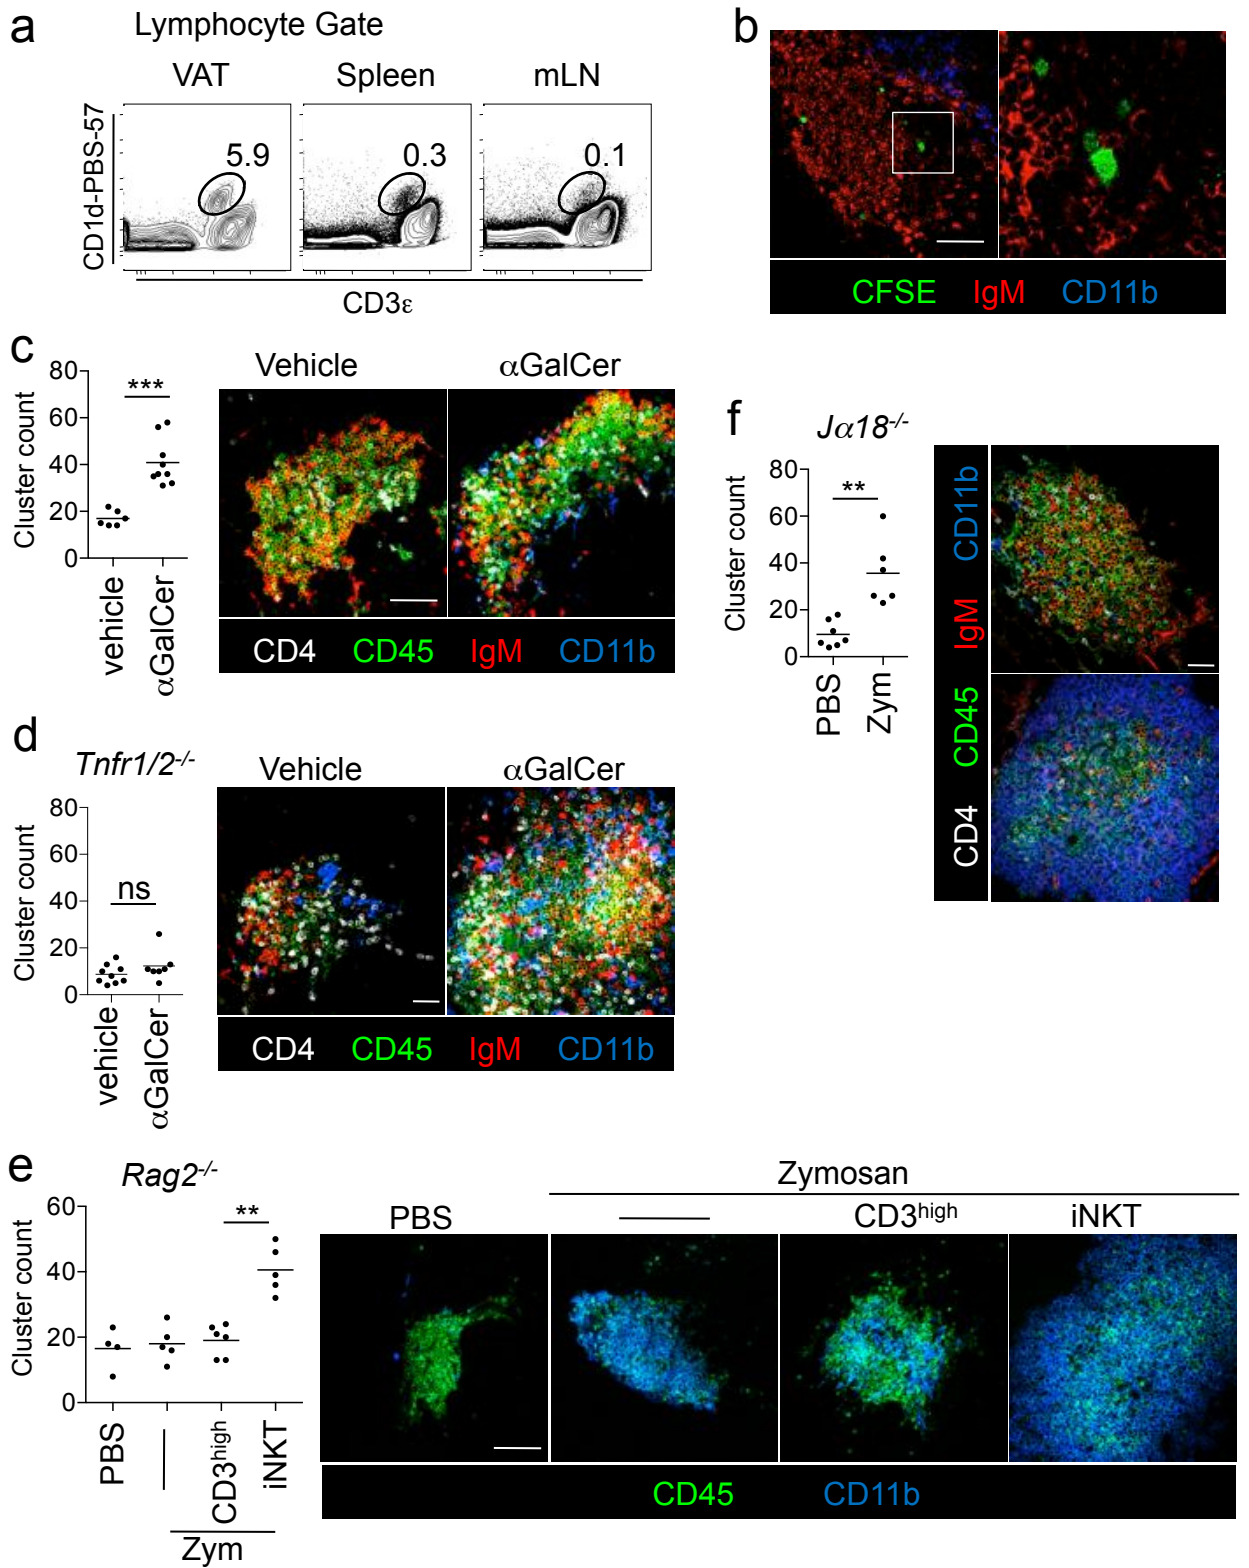 a
Lymphocyte Gate
VAT Spleen mLN
CD1d-PBS-57
5.9 0.3 0.1
CD3ε
b
CFSE IgM CD11b
c
Cluster count
80
60
40
20
0
***
vehicle
αGalCer
Vehicle αGalCer
CD4 CD45 IgM CD11b
d
Tnfr1/2-/-
Cluster count
80
60
40
20
0
ns
vehicle
αGalCer
Vehicle αGalCer
CD4 CD45 IgM CD11b
f
Jα18-/-
Cluster count
80
60
40
20
0
**
PBS
Zym
CD4 CD45 IgM CD11b
e
Rag2-/-
Cluster count
60
40
20
0
**
PBS
CD3high
iNKT
Zym
Zymosan
PBS CD3high iNKT
CD45 CD11b